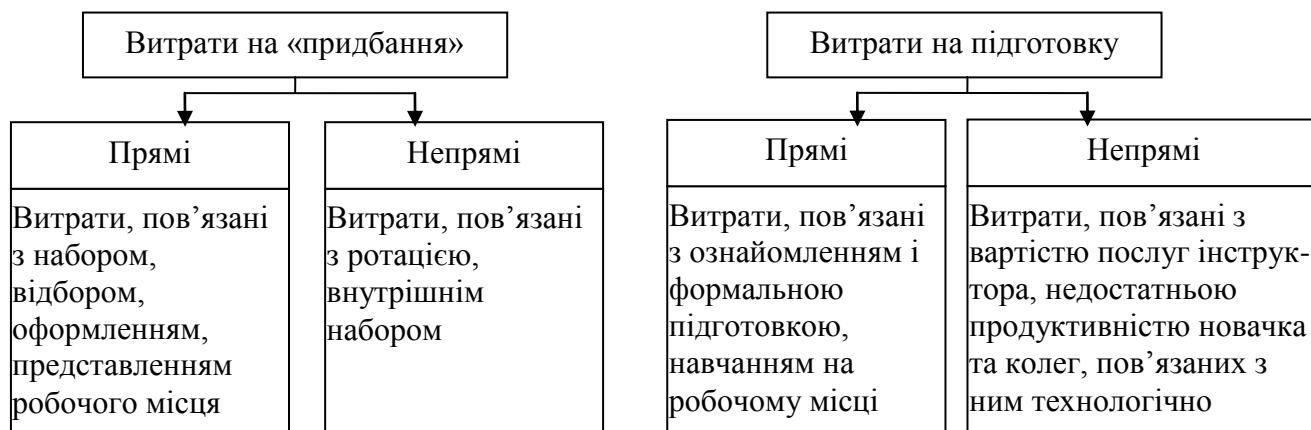 Витрати на «придбання»
Прямі
Непрямі
Витрати, пов’язані
з набором,
відбором,
оформленням,
представленням
робочого місця
Витрати, пов’язані
з ротацією,
внутрішнім
набором
Витрати на підготовку
Прямі
Непрямі
Витрати, пов’язані
з ознайомленням і
формальною
підготовкою,
навчанням на
робочому місці
Витрати, пов’язані з
вартістю послуг інструк-
тора, недостатньою
продуктивністю новачка
та колег, пов’язаних з
ним технологічно